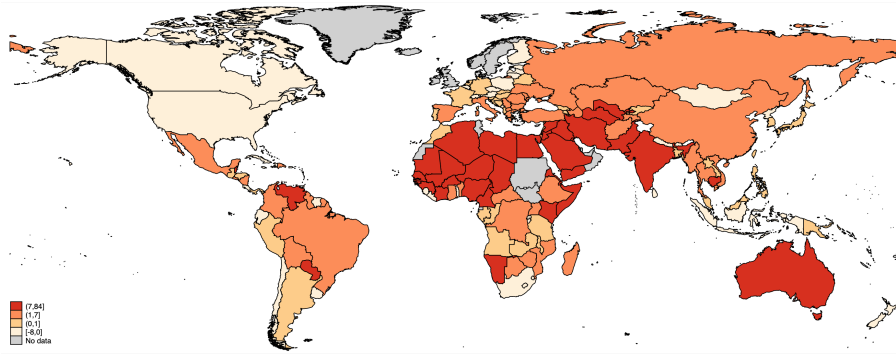 (7,84]
(1,7]
(0,1]
[-8,0]
No data